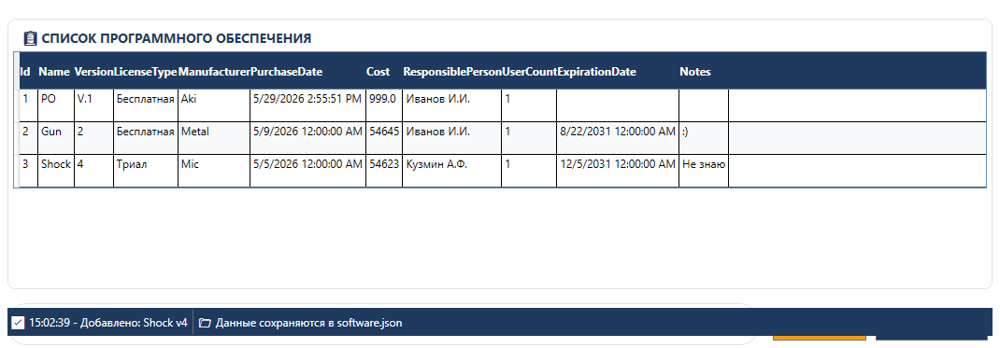 СПИСОК ПРОГРАММНОГО ОБЕСПЕЧЕНИЯ
Id Name Version LicenseType Manufacturer PurchaseDate Cost ResponsiblePerson UserCount ExpirationDate Notes
1 PO V.1 Бесплатная Aki 5/29/2026 2:55:51 PM 999.0 Иванов И.И. 1
2 Gun 2 Бесплатная Metal 5/9/2026 12:00:00 AM 54645 Иванов И.И. 1 8/22/2031 12:00:00 AM :)
3 Shock 4 Триал Mic 5/5/2026 12:00:00 AM 54623 Кузмин А.Ф. 1 12/5/2031 12:00:00 AM Не знаю
15:02:39 - Добавлено: Shock v4 Данные сохраняются в software.json